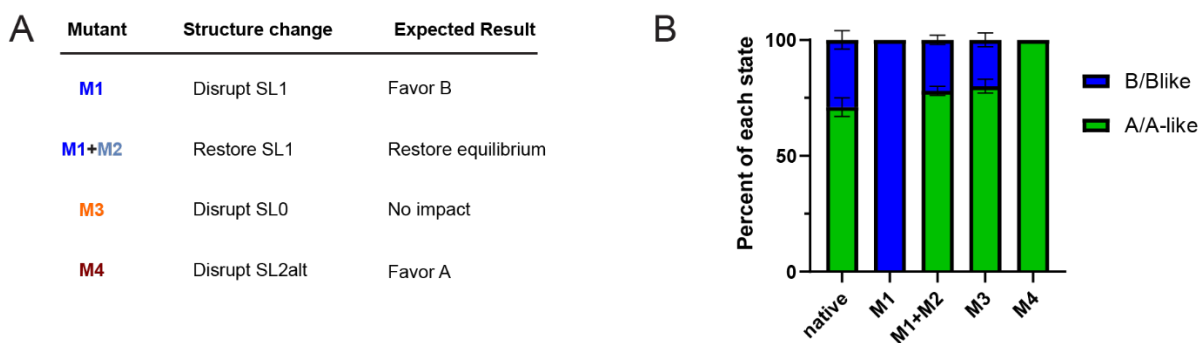 A
Mutant Structure change Expected Result
M1 Disrupt SL1 Favor B
M1+M2 Restore SL1 Restore equilibrium
M3 Disrupt SL0 No impact
M4 Disrupt SL2alt Favor A
B
Percent of each state
100
50
0
native M1 M1+M2 M3 M4
B/Blike
A/A-like